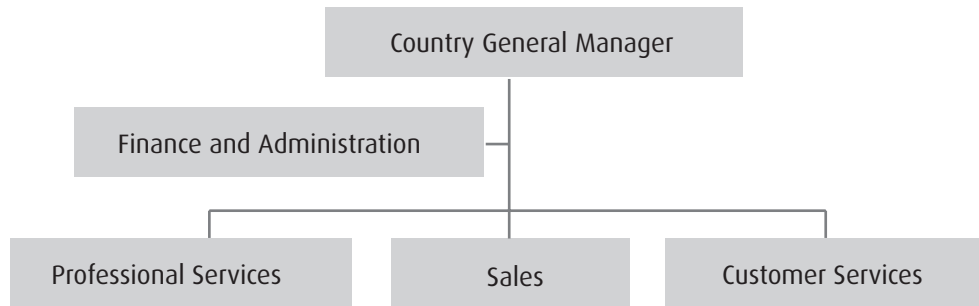 Country General Manager
Finance and Administration
Professional Services
Sales
Customer Services